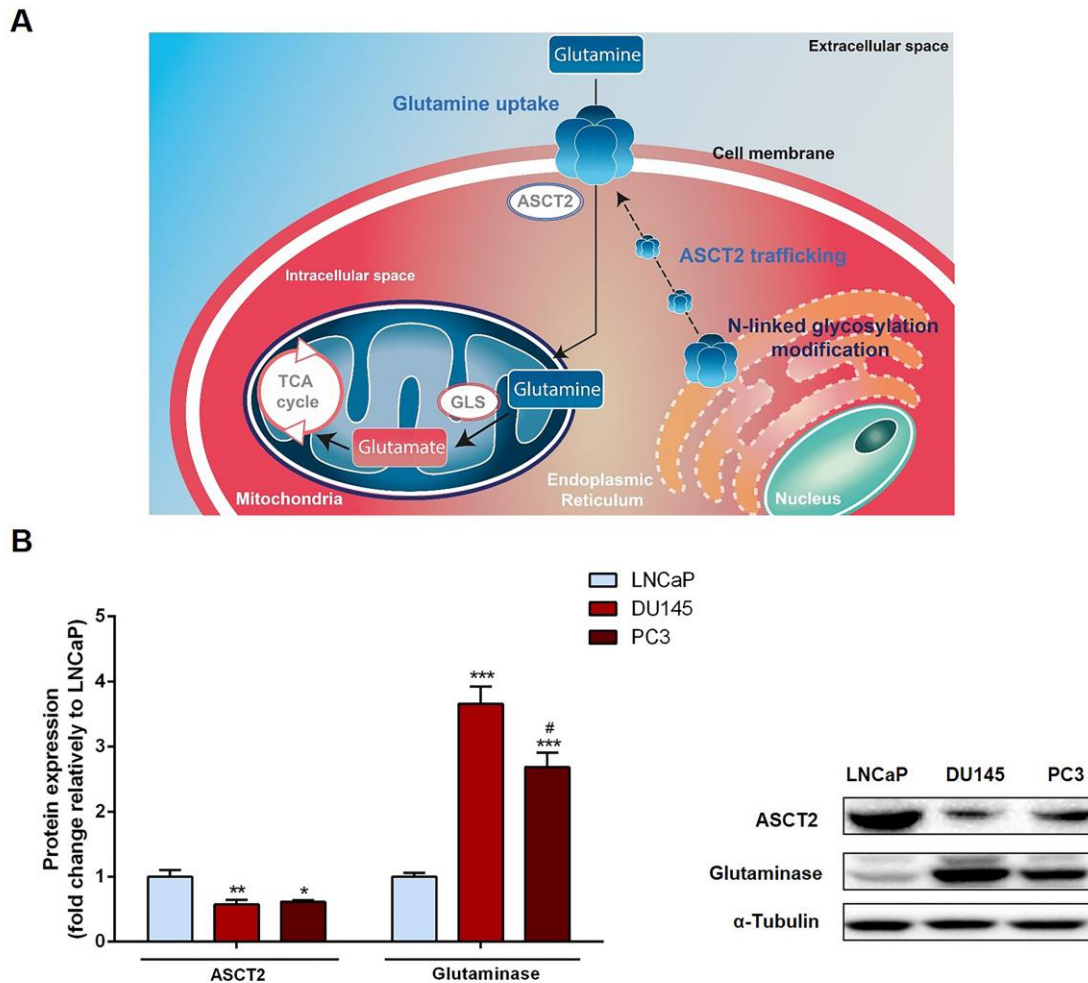 A
Extracellular space
Glutamine
Glutamine uptake
Cell membrane
ASCT2
ASCT2 trafficking
Intracellular space
N-linked glycosylation
modification
TCA
cycle
GLS
Glutamine
Glutamate
Mitochondria
Endoplasmic
Reticulum
Nucleus
B
LNCaP
DU145
PC3
Protein expression
(fold change relatively to LNCaP)
5
4
3
2
1
0
**
*
***
#
***
ASCT2
Glutaminase
LNCaP DU145 PC3
ASCT2
Glutaminase
α-Tubulin